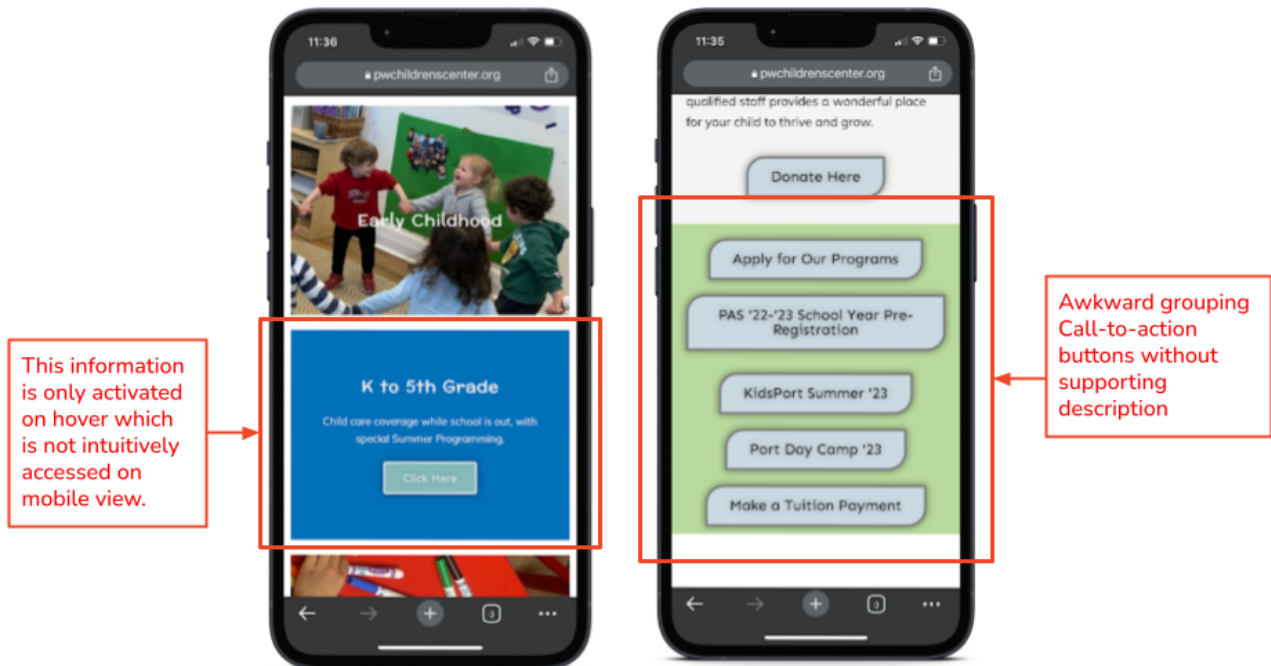 This information
is only activated
on hover which
is not intuitively
accessed on
mobile view.
11:36
pwchildrenscenter.org
Early Childhood
K to 5th Grade
Child care coverage while school is out, with
special Summer Programming.
Click Here
11:35
pwchildrenscenter.org
qualified staff provides a wonderful place
for your child to thrive and grow.
Donate Here
Apply for Our Programs
PAS '22-'23 School Year Pre-
Registration
KidsPort Summer '23
Port Day Camp '23
Make a Tuition Payment
Awkward grouping
Call-to-action
buttons without
supporting
description